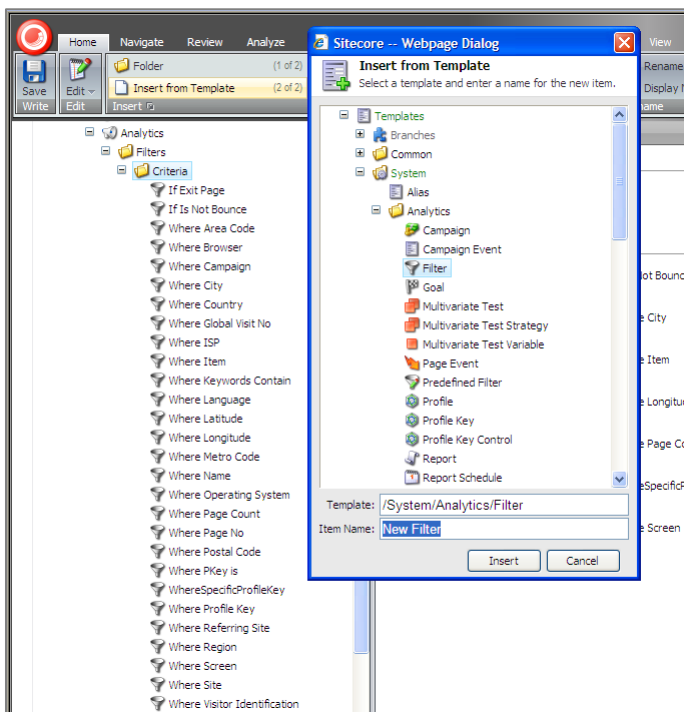 Home Navigate Review Analyze
Save
Write
Edit
Edit
Folder (1 of 2)
Insert from Template (2 of 2)
Insert
Analytics
Filters
Criteria
If Exit Page
If Is Not Bounce
Where Area Code
Where Browser
Where Campaign
Where City
Where Country
Where Global Visit No
Where ISP
Where Item
Where Keywords Contain
Where Language
Where Latitude
Where Longitude
Where Metro Code
Where Name
Where Operating System
Where Page Count
Where Page No
Where Postal Code
Where PKey is
WhereSpecificProfileKey
Where Profile Key
Where Referring Site
Where Region
Where Screen
Where Site
Where Visitor Identification
Sitecore -- Webpage Dialog
Insert from Template
Select a template and enter a name for the new item.
Templates
Branches
Common
System
Alias
Analytics
Campaign
Campaign Event
Filter
Goal
Multivariate Test
Multivariate Test Strategy
Multivariate Test Variable
Page Event
Predefined Filter
Profile
Profile Key
Profile Key Control
Report
Report Schedule
Template: /System/Analytics/Filter
Item Name: New Filter
Insert Cancel
View
Rename
Display
City
Item
Screen